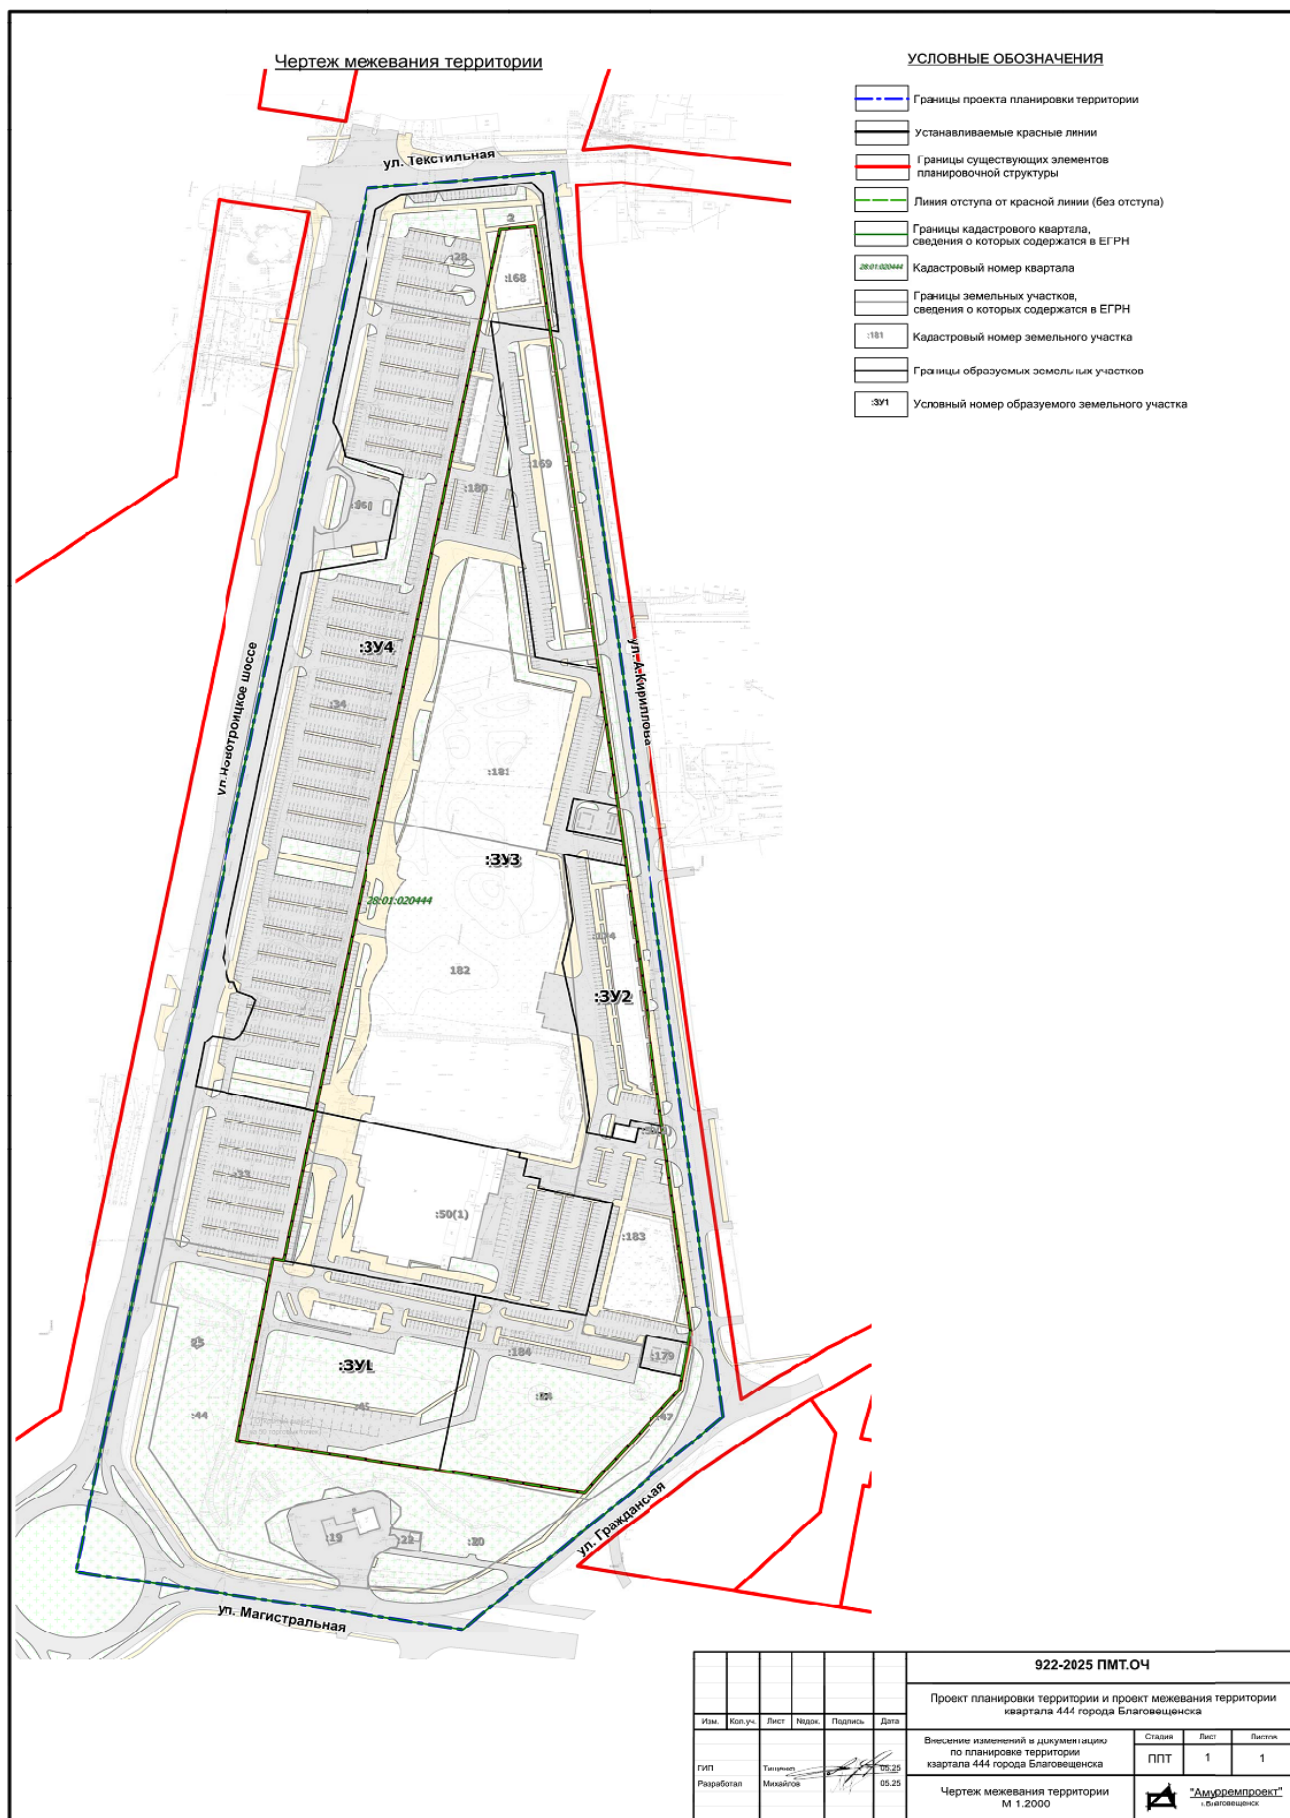 Чертеж межевания территории
УСЛОВНЫЕ ОБОЗНАЧЕНИЯ
Границы проекта планировки территории
Устанавливаемые красные линии
Границы существующих элементов
планировочной структуры
Линия отступа от красной линии (без отступа)
Границы кадастрового квартала,
сведения о которых содержатся в ЕГРН
28:01:020444
Кадастровый номер квартала
Границы земельных участков,
сведения о которых содержатся в ЕГРН
:181
Кадастровый номер земельного участка
Границы образуемых земельных участков
:ЗУ1
Условный номер образуемого земельного участка
ул. Текстильная
:28
:168
:169
:180
ул. Новотроицкое шоссе
:ЗУ4
ул. А.Кириллова
:34
:181
:ЗУ3
28:01:020444
:174
182
:ЗУ2
:33
:50(1)
:183
:ЗУ1
:184
:179
:44
:45
:47
:19
:22
:20
ул. Гражданская
ул. Магистральная
922-2025 ПМТ.ОЧ
Проект планировки территории и проект межевания территории
квартала 444 города Благовещенска
Изм.
Кол.уч.
Лист
№док.
Подпись
Дата
Внесение изменений в документацию
по планировке территории
квартала 444 города Благовещенска
Стадия
Лист
Листов
ППТ
1
1
ГИП
05.25
Разработал
Михайлов
05.25
Чертеж межевания территории
М 1:2000
"Амурремпроект"
г.Благовещенск